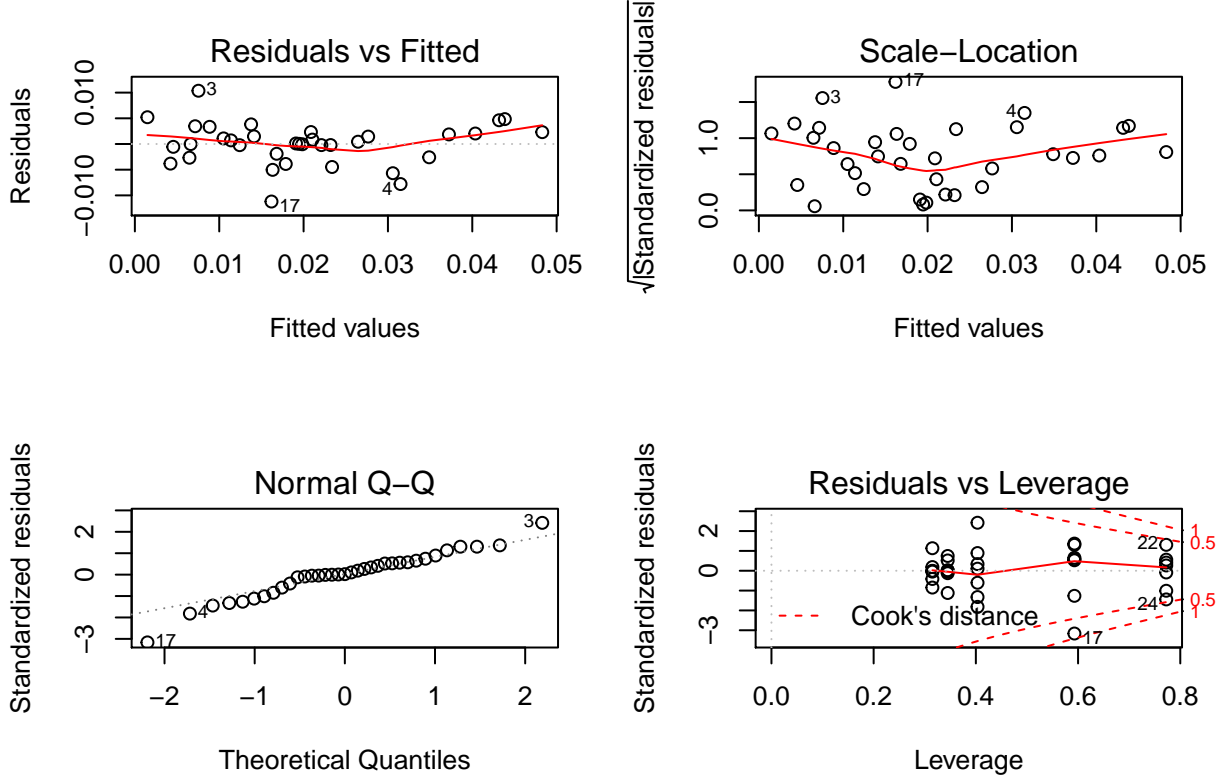 Residuals vs Fitted
Residuals
−0.010
0.010
3
4
17
0.00 0.01 0.02 0.03 0.04 0.05
Fitted values
Scale−Location
√|Standardized residuals|
0.0
1.0
17
3
4
0.00 0.01 0.02 0.03 0.04 0.05
Fitted values
Normal Q−Q
Standardized residuals
−3
0
2
3
4
17
−2 −1 0 1 2
Theoretical Quantiles
Residuals vs Leverage
Standardized residuals
−3
0
2
1
0.5
0.5
1
22
24
17
Cook's distance
0.0 0.2 0.4 0.6 0.8
Leverage